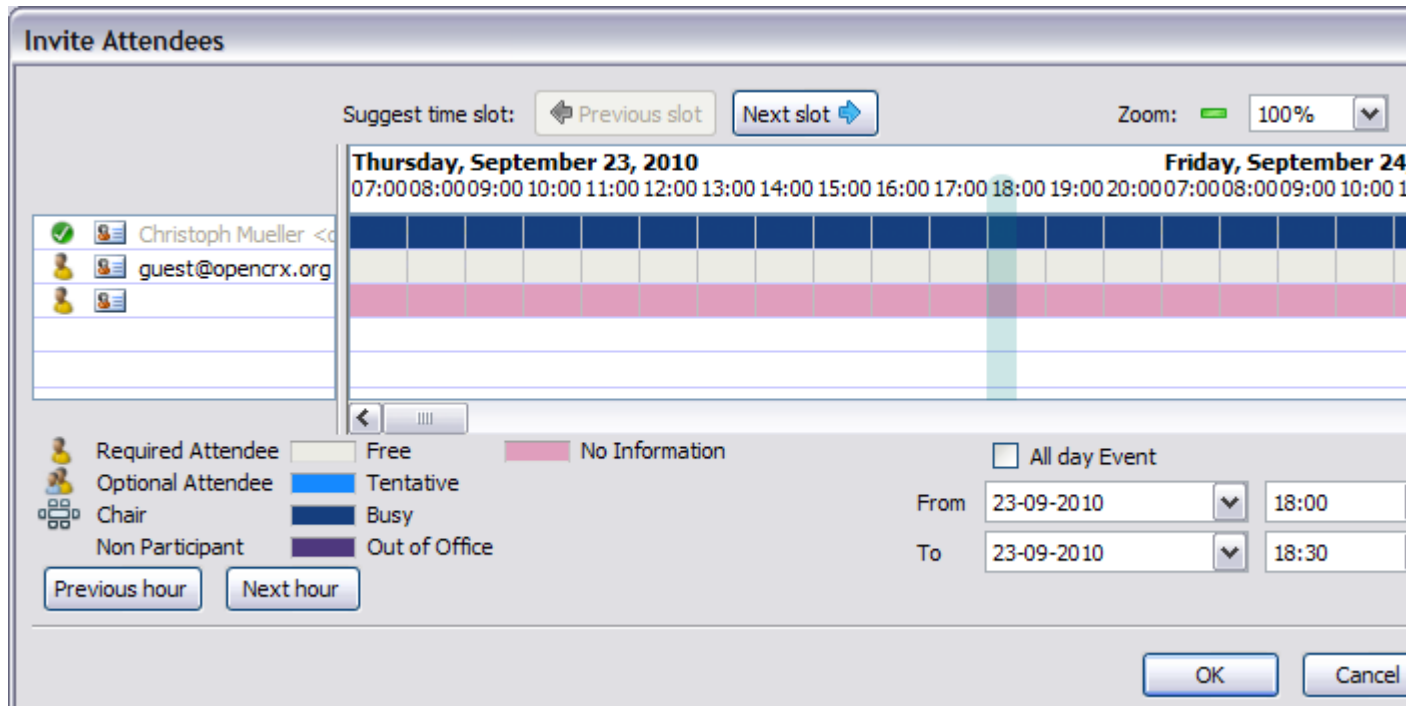 Invite Attendees
Suggest time slot: Previous slot Next slot Zoom: 100%
Thursday, September 23, 2010 Friday, September 24
07:00 08:00 09:00 10:00 11:00 12:00 13:00 14:00 15:00 16:00 17:00 18:00 19:00 20:00 07:00 08:00 09:00 10:00 1
Christoph Mueller <c
guest@opencrx.org
Required Attendee Free No Information
All day Event
Optional Attendee Tentative
From 23-09-2010 18:00
Chair Busy
Non Participant Out of Office
To 23-09-2010 18:30
Previous hour Next hour
OK Cancel